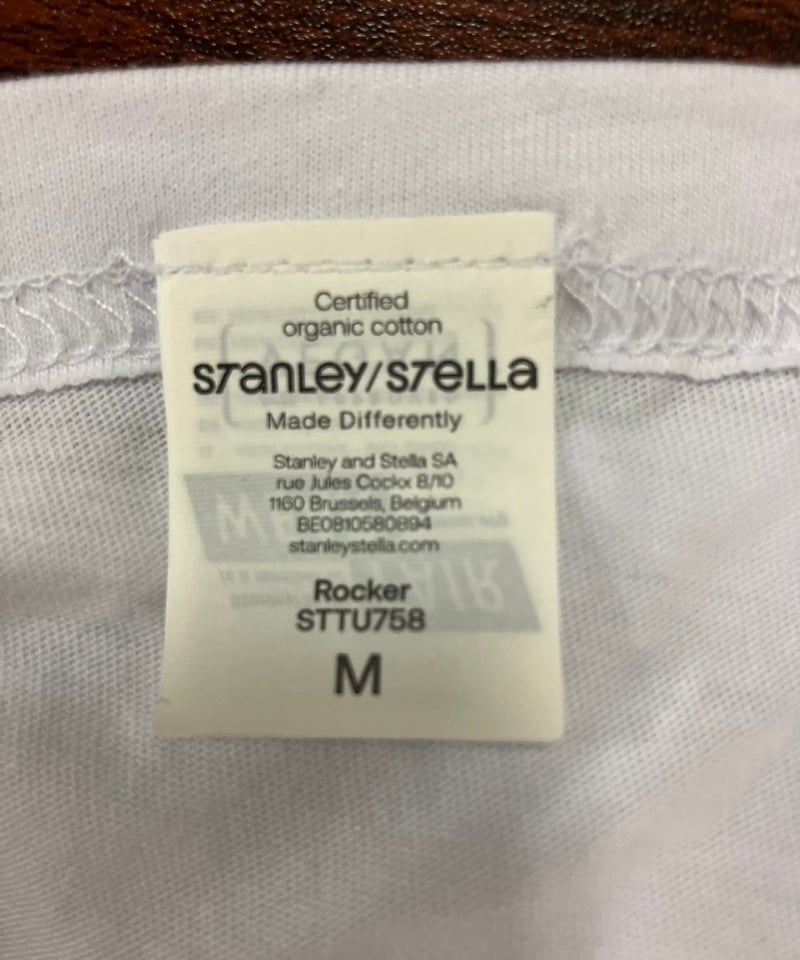 Certified
organic cotton
STANLEY/STELLA
Made Differently
Stanley and Stella SA
rue Jules Cockx 8/10
1160 Brussels, Belgium
BE0810580894
stanleystella.com
Rocker
STTU758
M